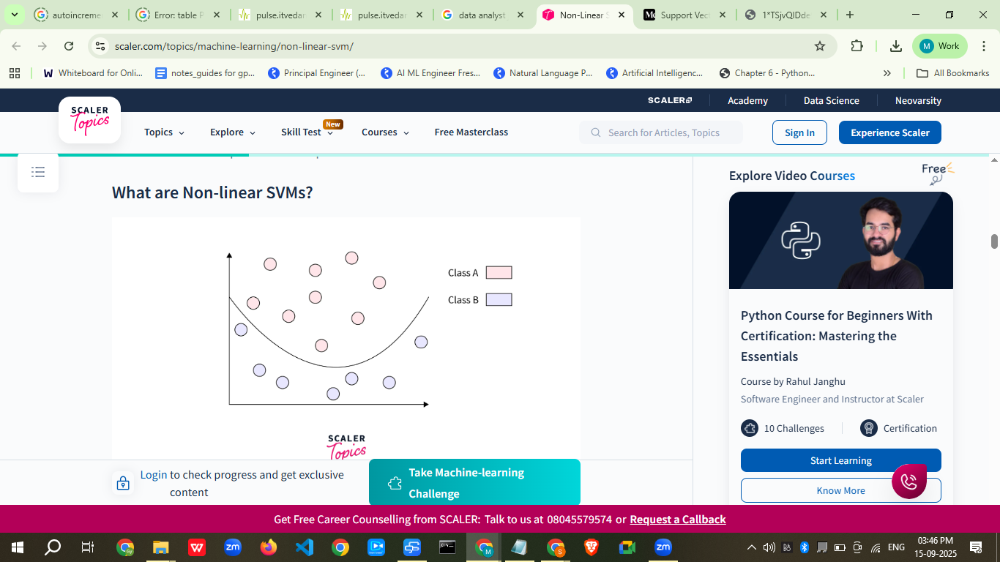 autoincreme
Error: table P
pulse.itvedar
pulse.itvedar
data analyst
Non-Linear S
Support Vect
1*TSjvQIDde
scaler.com/topics/machine-learning/non-linear-svm/
M Work
Whiteboard for Onli...
notes_guides for gp...
Principal Engineer (...
AI ML Engineer Fres...
Natural Language P...
Artificial Intelligenc...
Chapter 6 - Python...
All Bookmarks
SCALER
Academy
Data Science
Neovarsity
SCALER
Topics
Topics
Explore
Skill Test
New
Courses
Free Masterclass
Search for Articles, Topics
Sign In
Experience Scaler
What are Non-linear SVMs?
Class A
Class B
SCALER
Topics
Explore Video Courses
Free
Python Course for Beginners With
Certification: Mastering the
Essentials
Course by Rahul Janghu
Software Engineer and Instructor at Scaler
10 Challenges
Certification
Start Learning
Know More
Login to check progress and get exclusive
content
Take Machine-learning
Challenge
Get Free Career Counselling from SCALER: Talk to us at 08045579574 or Request a Callback
ENG
03:46 PM
15-09-2025